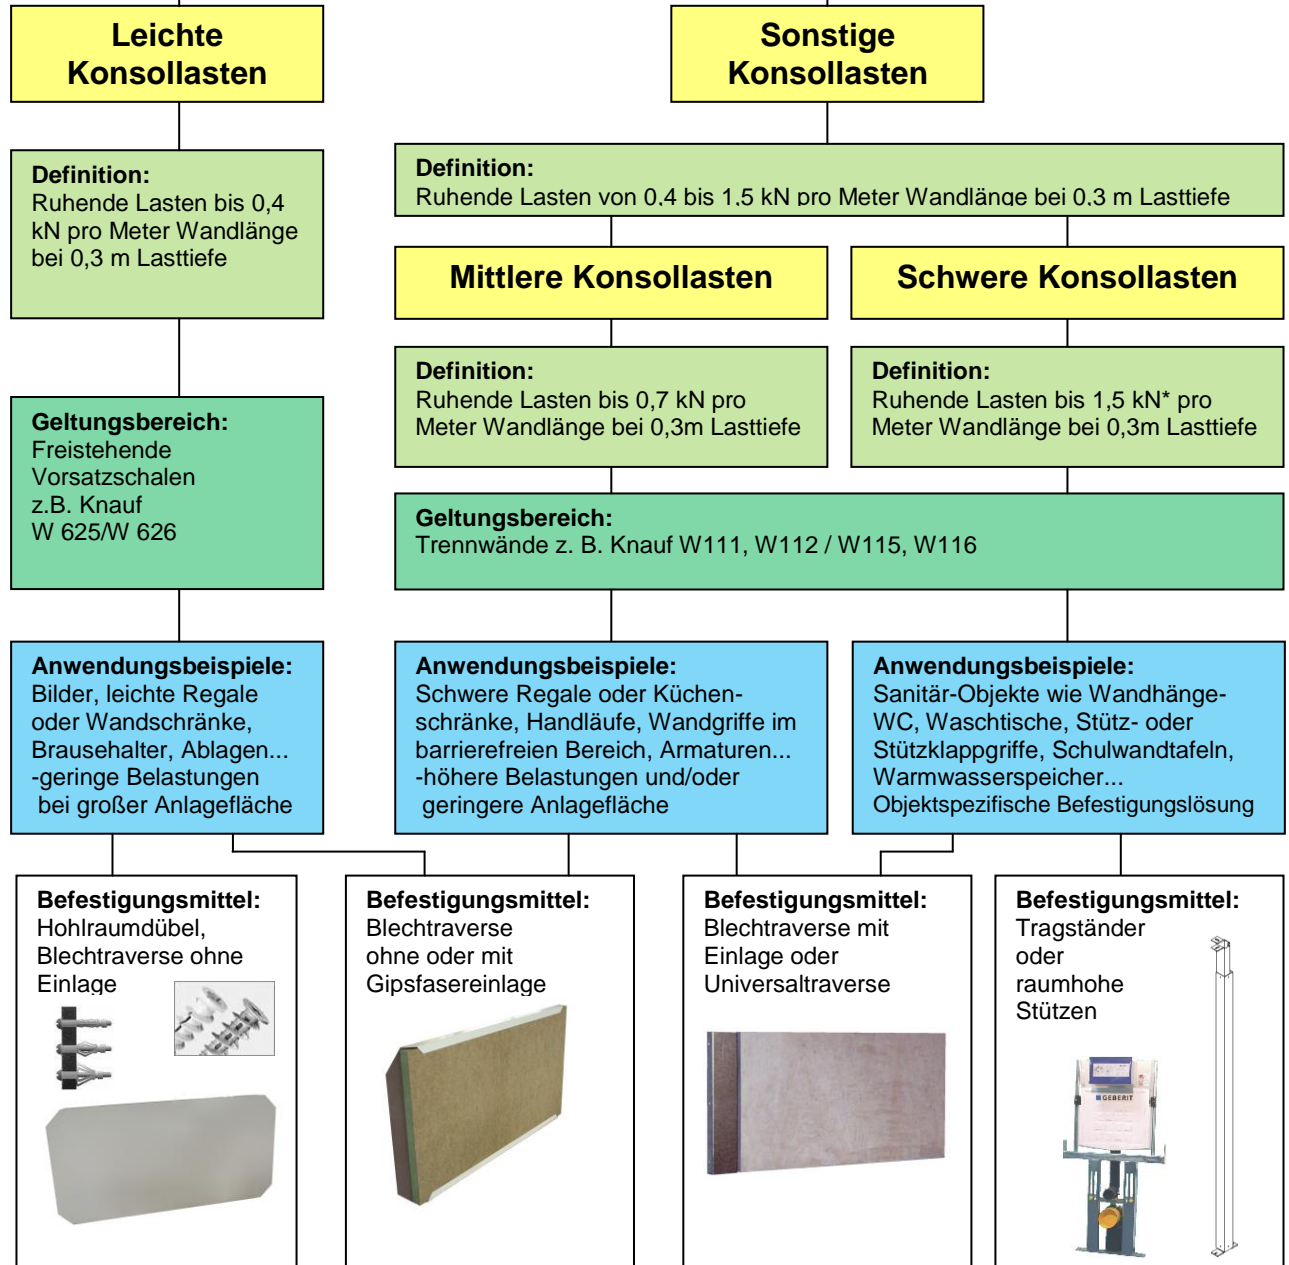 Leichte
Konsollasten
Sonstige
Konsollasten
Definition:
Ruhende Lasten bis 0,4
kN pro Meter Wandlänge
bei 0,3 m Lasttiefe
Definition:
Ruhende Lasten von 0,4 bis 1,5 kN pro Meter Wandlänge bei 0,3 m Lasttiefe
Mittlere Konsollasten
Schwere Konsollasten
Definition:
Ruhende Lasten bis 0,7 kN pro
Meter Wandlänge bei 0,3m Lasttiefe
Definition:
Ruhende Lasten bis 1,5 kN* pro
Meter Wandlänge bei 0,3m Lasttiefe
Geltungsbereich:
Freistehende
Vorsatzschalen
z.B. Knauf
W 625/W 626
Geltungsbereich:
Trennwände z. B. Knauf W111, W112 / W115, W116
Anwendungsbeispiele:
Bilder, leichte Regale
oder Wandschränke,
Brausehalter, Ablagen...
-geringe Belastungen
bei großer Anlagefläche
Anwendungsbeispiele:
Schwere Regale oder Küchen-
schränke, Handläufe, Wandgriffe im
barrierefreien Bereich, Armaturen...
-höhere Belastungen und/oder
geringere Anlagefläche
Anwendungsbeispiele:
Sanitär-Objekte wie Wandhänge-
WC, Waschtische, Stütz- oder
Stützklappgriffe, Schulwandtafeln,
Warmwasserspeicher...
Objektspezifische Befestigungslösung
Befestigungsmittel:
Hohlraumdübel,
Blechtraverse ohne
Einlage
Befestigungsmittel:
Blechtraverse
ohne oder mit
Gipsfasereinlage
Befestigungsmittel:
Blechtraverse mit
Einlage oder
Universaltraverse
Befestigungsmittel:
Tragständer
oder
raumhohe
Stützen
GEBERIT